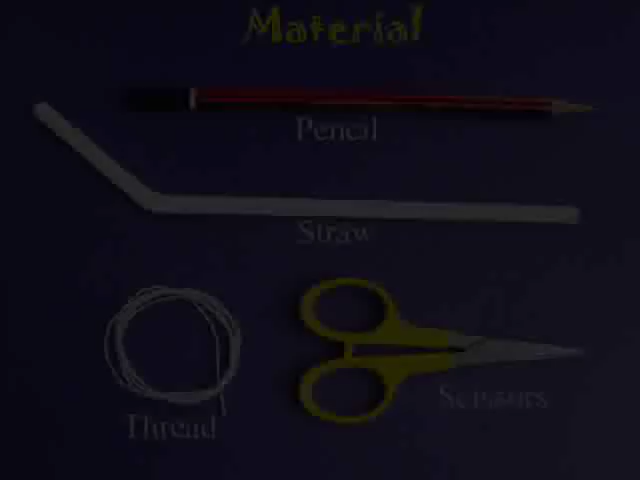 Material
Pencil
Straw
Thread
Scissors